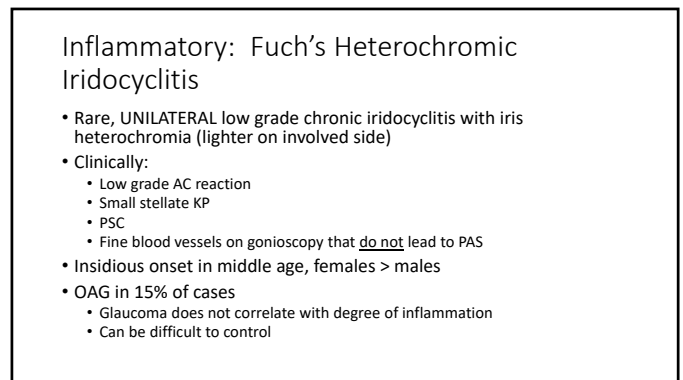 Inflammatory: Fuch's Heterochromic
Iridocyclitis
• Rare, UNILATERAL low grade chronic iridocyclitis with iris
heterochromia (lighter on involved side)
• Clinically:
• Low grade AC reaction
• Small stellate KP
• PSC
• Fine blood vessels on gonioscopy that do not lead to PAS
• Insidious onset in middle age, females > males
• OAG in 15% of cases
• Glaucoma does not correlate with degree of inflammation
• Can be difficult to control